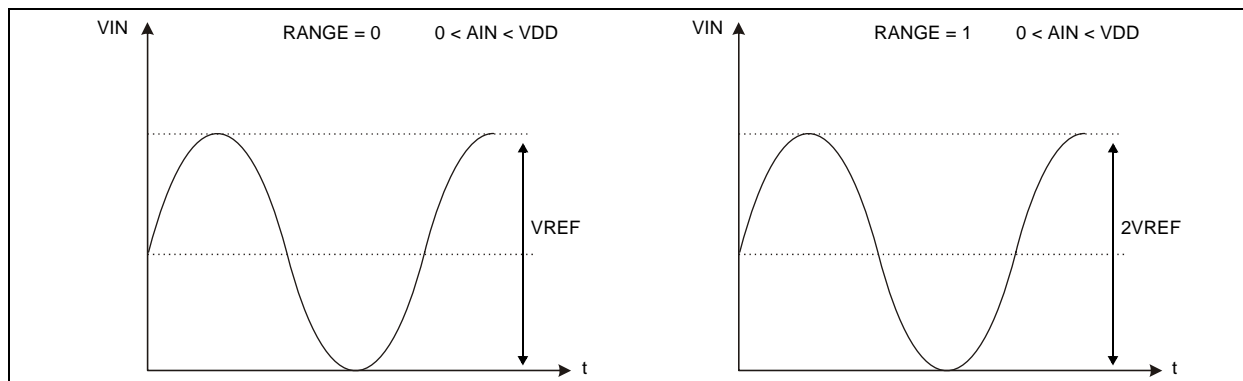 VIN
RANGE = 0 0 < AIN < VDD
VREF
t
VIN
RANGE = 1 0 < AIN < VDD
2VREF
t